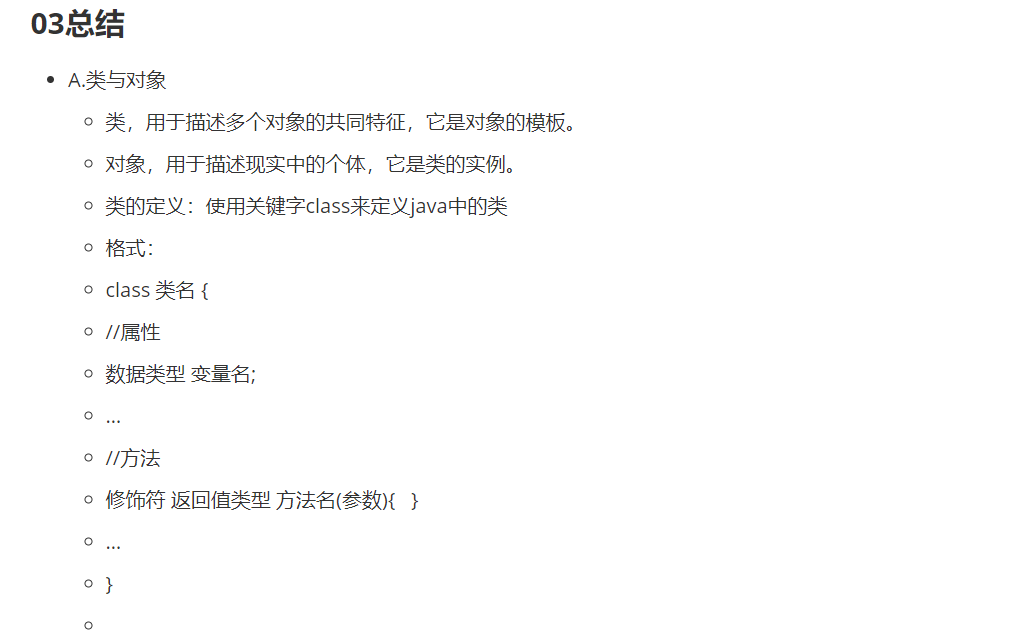 03总结
A.类与对象
类，用于描述多个对象的共同特征，它是对象的模板。
对象，用于描述现实中的个体，它是类的实例。
类的定义：使用关键字class来定义java中的类
格式：
class 类名 {
//属性
数据类型 变量名;
...
//方法
修饰符 返回值类型 方法名(参数){   }
...
}